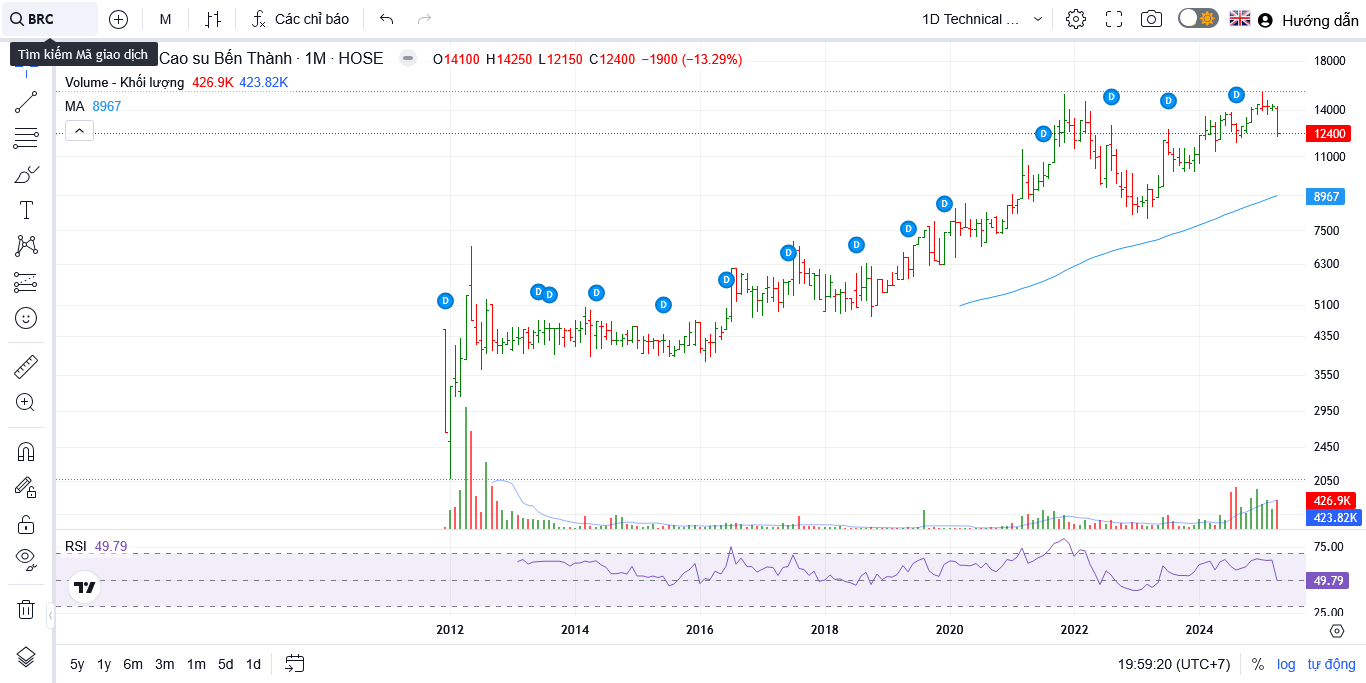 BRC M Các chỉ báo 1D Technical ... Hướng dẫn
Tìm kiếm Mã giao dịch
Cao su Bến Thành · 1M · HOSE O14100 H14250 L12150 C12400 −1900 (−13.29%)
Volume - Khối lượng 426.9K 423.82K
MA 8967
18000
14000
12400
11000
8967
7500
6300
5100
4350
3550
2950
2450
2050
426.9K
423.82K
D
D
D
D
D
D
D
D
D
D
D
D
D
D
RSI 49.79
75.00
49.79
25.00
2012 2014 2016 2018 2020 2022 2024
5y 1y 6m 3m 1m 5d 1d 19:59:20 (UTC+7) % log tự động